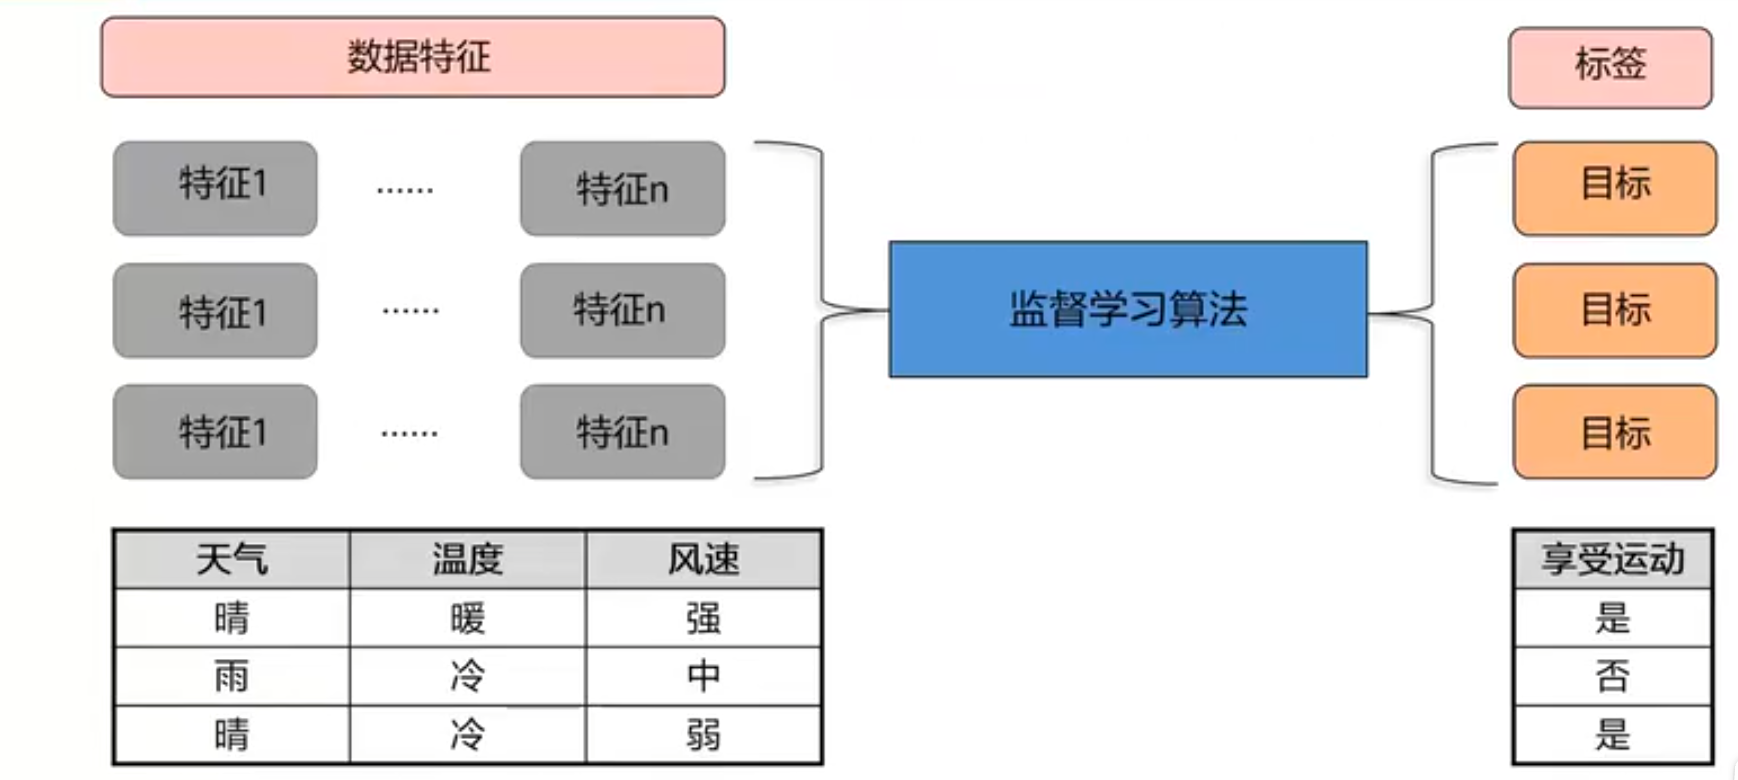 数据特征 标签
特征1 ...... 特征n 目标
特征1 ...... 特征n 监督学习算法 目标
特征1 ...... 特征n 目标
天气 温度 风速 享受运动
晴 暖 强 是
雨 冷 中 否
晴 冷 弱 是